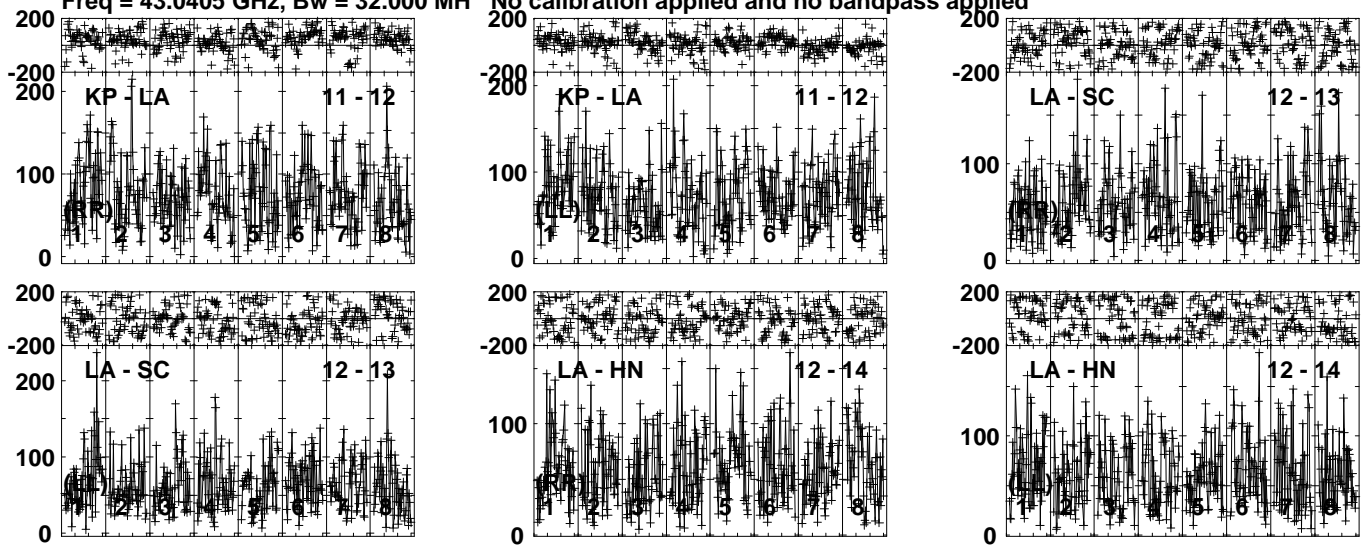 Freq = 43.0405 GHz, Bw = 32.000 MH No calibration applied and no bandpass applied
200
-200
200
100
0
KP - LA 11 - 12
(RR)
1 2 3 4 5 6 7 8
200
-200
200
100
0
KP - LA 11 - 12
(LL)
1 2 3 4 5 6 7 8
200
-200
100
0
LA - SC 12 - 13
(RR)
1 2 3 4 5 6 7 8
200
-200
200
100
0
LA - SC 12 - 13
(LL)
1 2 3 4 5 6 7 8
200
-200
100
0
LA - HN 12 - 14
(RR)
1 2 3 4 5 6 7 8
200
-200
100
0
LA - HN 12 - 14
(LL)
1 2 3 4 5 6 7 8